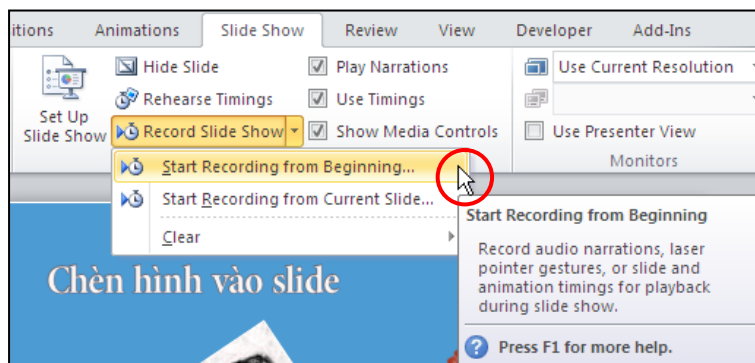 itions Animations Slide Show Review View Developer Add-Ins
Hide Slide Play Narrations Use Current Resolution
Rehearse Timings Use Timings
Set Up
Slide Show Record Slide Show Show Media Controls Use Presenter View
Monitors
Start Recording from Beginning...
Start Recording from Current Slide...
Clear
Start Recording from Beginning
Record audio narrations, laser
pointer gestures, or slide and
animation timings for playback
during slide show.
Press F1 for more help.
Chèn hình vào slide